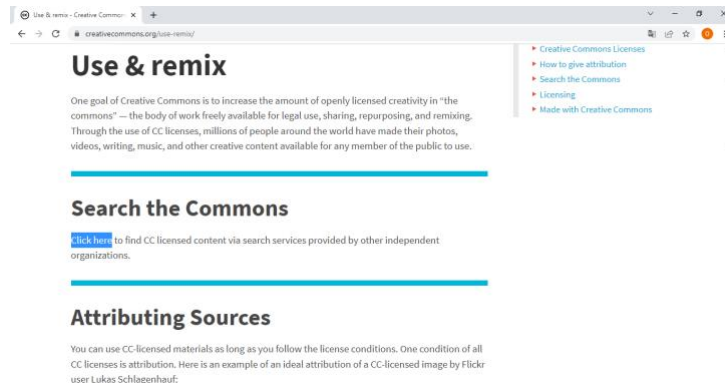 Use & remix - Creative Common
creativecommons.org/use-remix/
Use & remix
One goal of Creative Commons is to increase the amount of openly licensed creativity in "the
commons" — the body of work freely available for legal use, sharing, repurposing, and remixing.
Through the use of CC licenses, millions of people around the world have made their photos,
videos, writing, music, and other creative content available for any member of the public to use.
Search the Commons
Click here to find CC licensed content via search services provided by other independent
organizations.
Attributing Sources
You can use CC-licensed materials as long as you follow the license conditions. One condition of all
CC licenses is attribution. Here is an example of an ideal attribution of a CC-licensed image by Flickr
user Lukas Schlagenhauf:
Creative Commons Licenses
How to give attribution
Search the Commons
Licensing
Made with Creative Commons